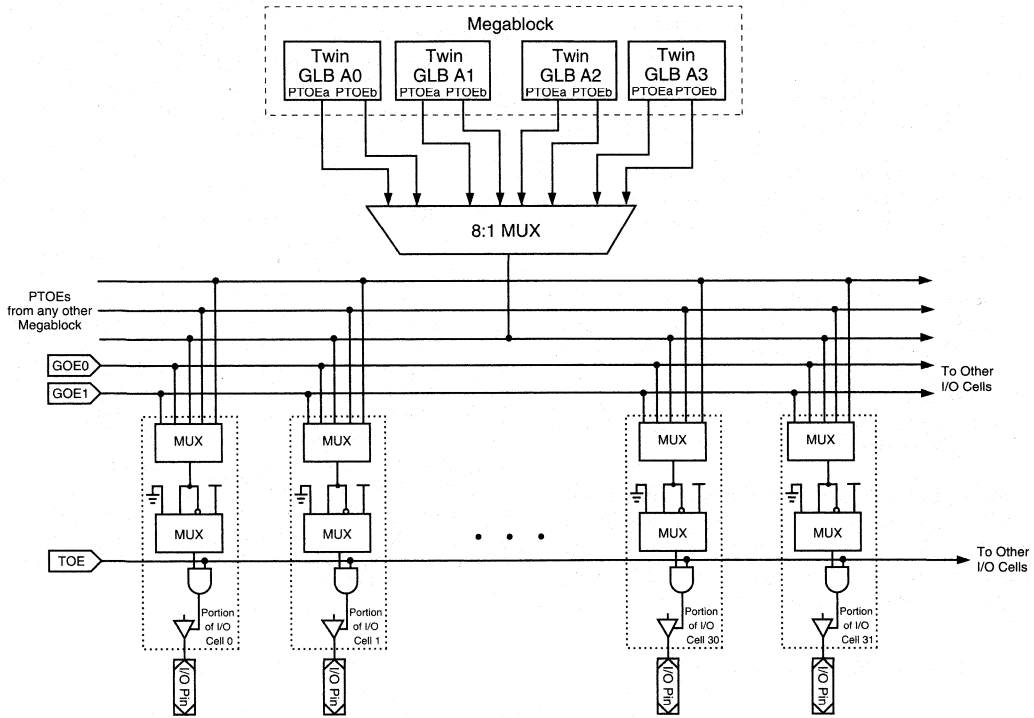 Megablock
Twin
GLB A0
PTOEa PTOEb
Twin
GLB A1
PTOEa PTOEb
Twin
GLB A2
PTOEa PTOEb
Twin
GLB A3
PTOEa PTOEb
8:1 MUX
PTOEs
from any other
Megablock
GOE0
GOE1
To Other
I/O Cells
MUX
MUX
MUX
MUX
MUX
MUX
MUX
MUX
. . .
TOE
To Other
I/O Cells
Portion
of I/O
Cell 0
Portion
of I/O
Cell 1
Portion
of I/O
Cell 30
Portion
of I/O
Cell 31
I/O Pin
I/O Pin
I/O Pin
I/O Pin